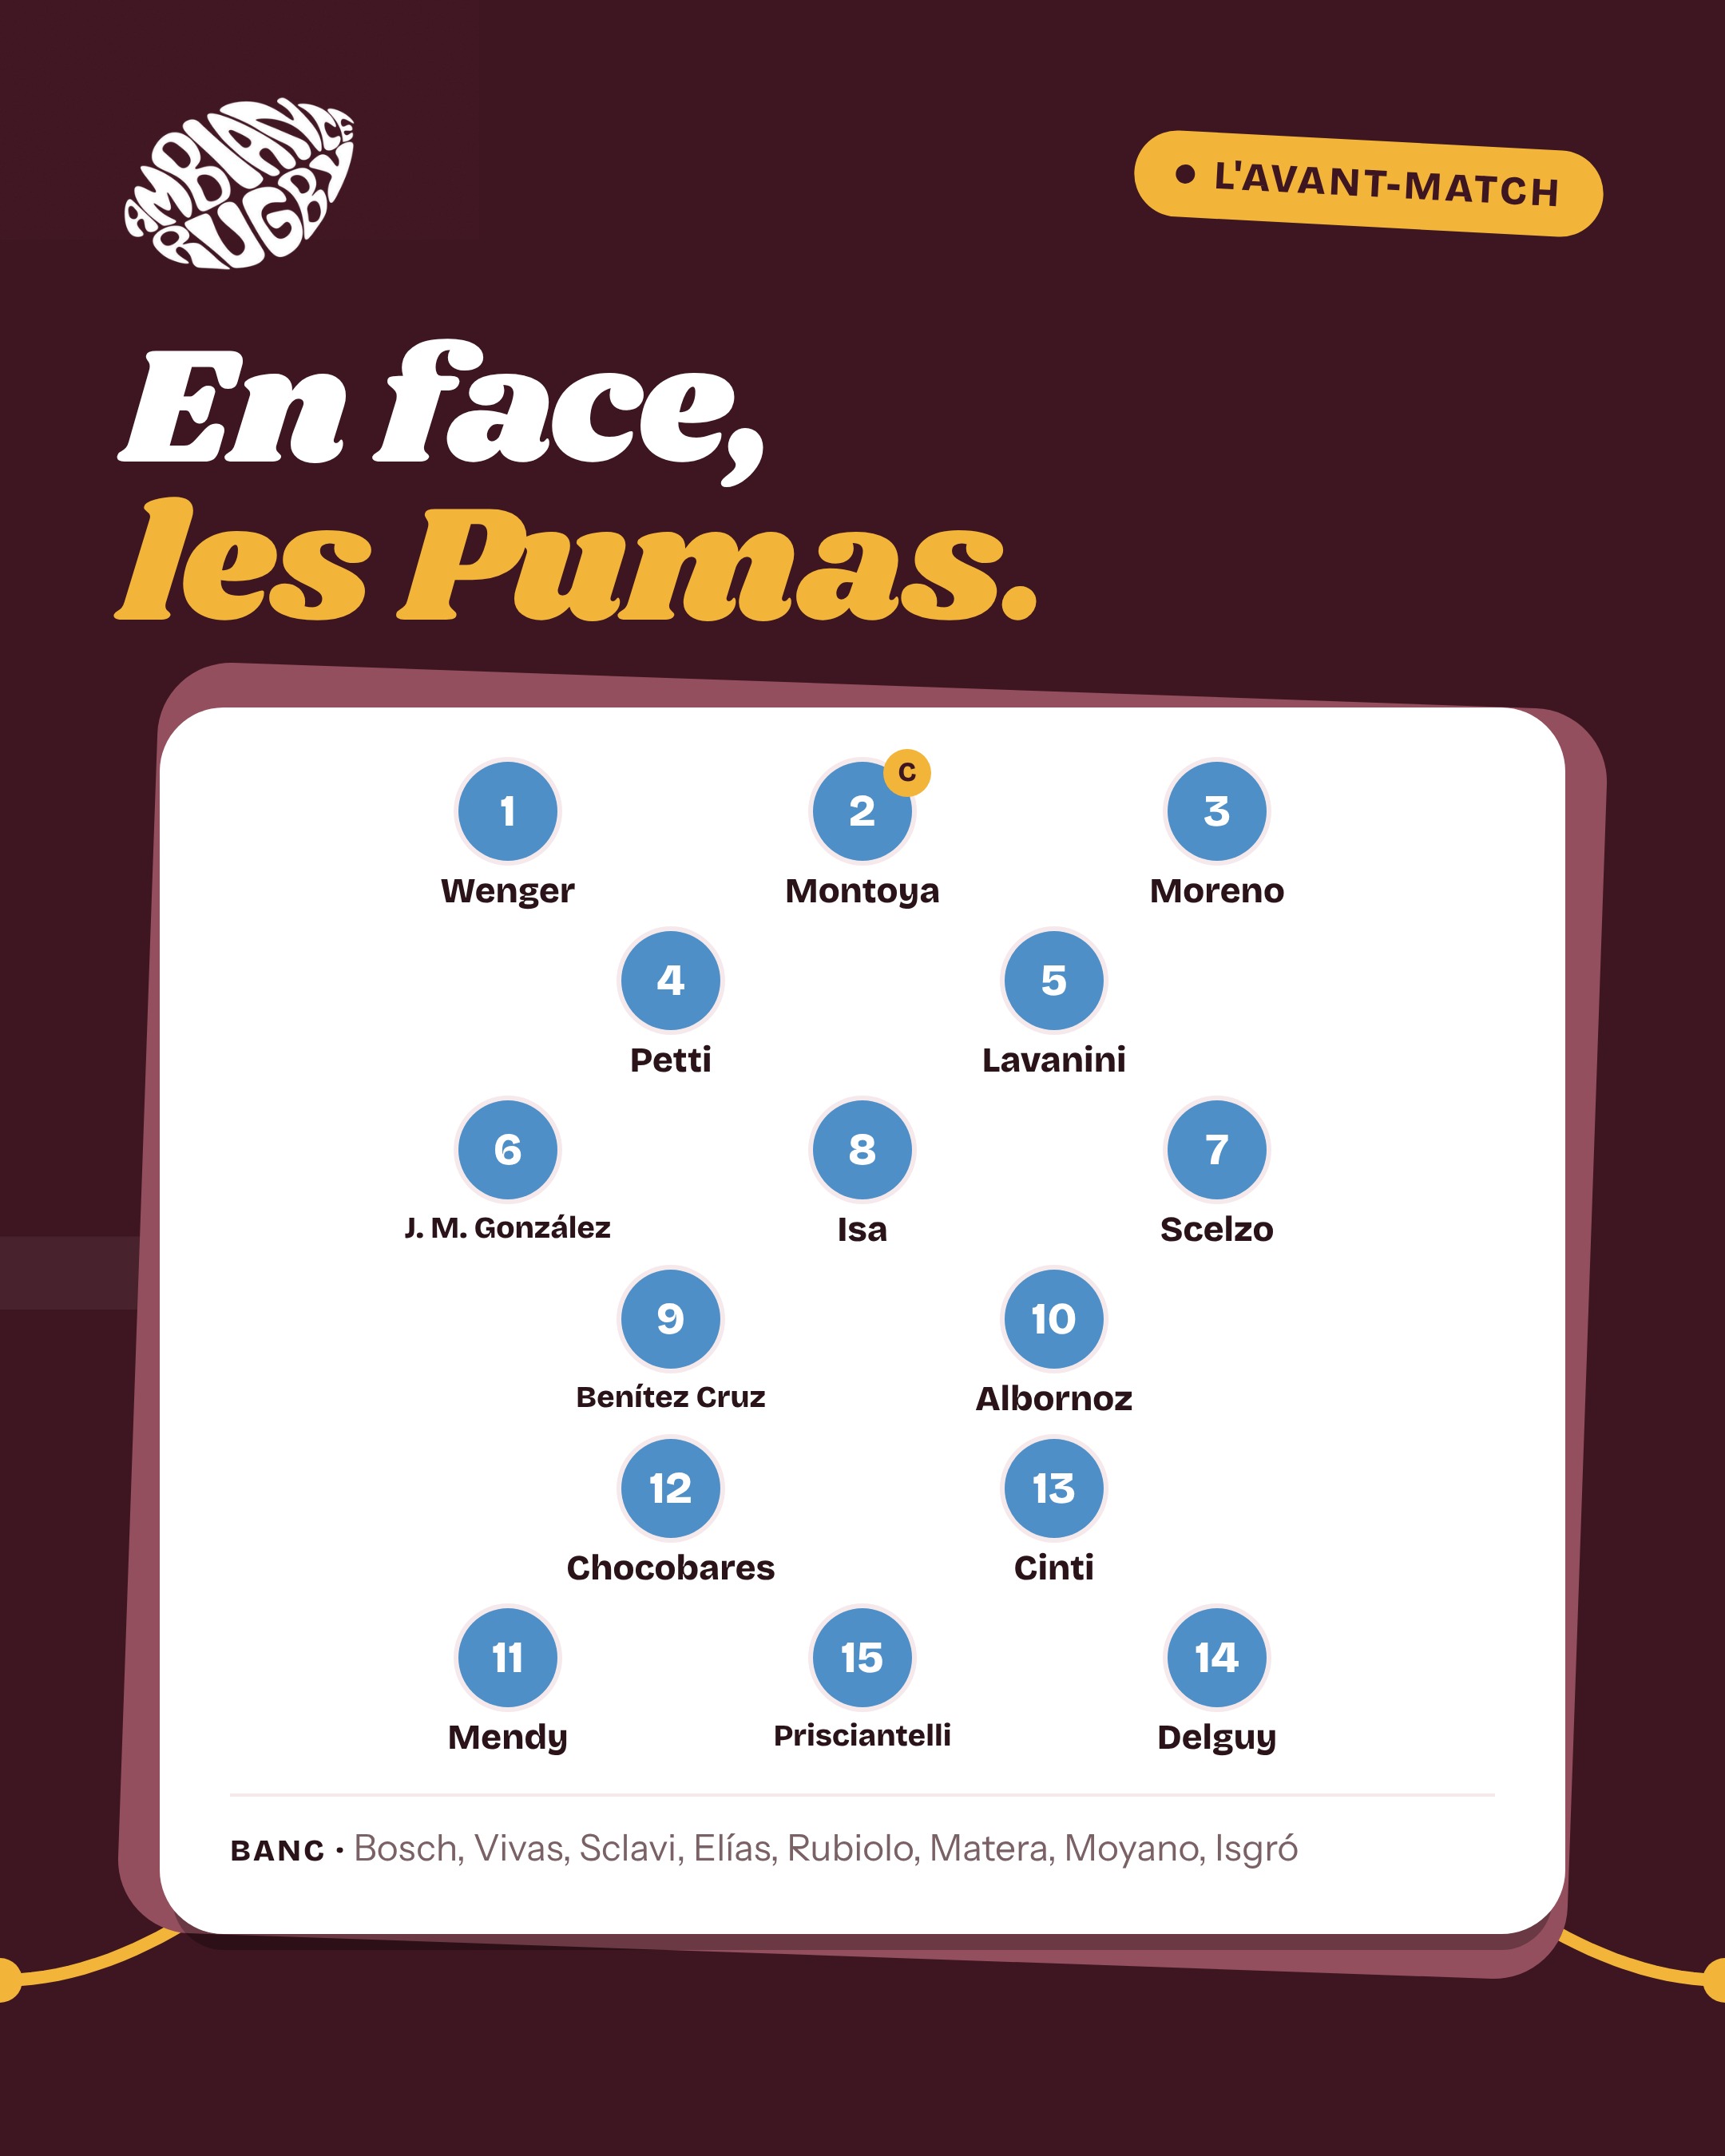 AMBIANCE
RUGBY
• L'AVANT-MATCH
En face,
les Pumas.
1 2 C 3
Wenger Montoya Moreno
4 5
Petti Lavanini
6 8 7
J. M. González Isa Scelzo
9 10
Benítez Cruz Albornoz
12 13
Chocobares Cinti
11 15 14
Mendy Prisciantelli Delguy
BANC · Bosch, Vivas, Sclavi, Elías, Rubiolo, Matera, Moyano, Isgró